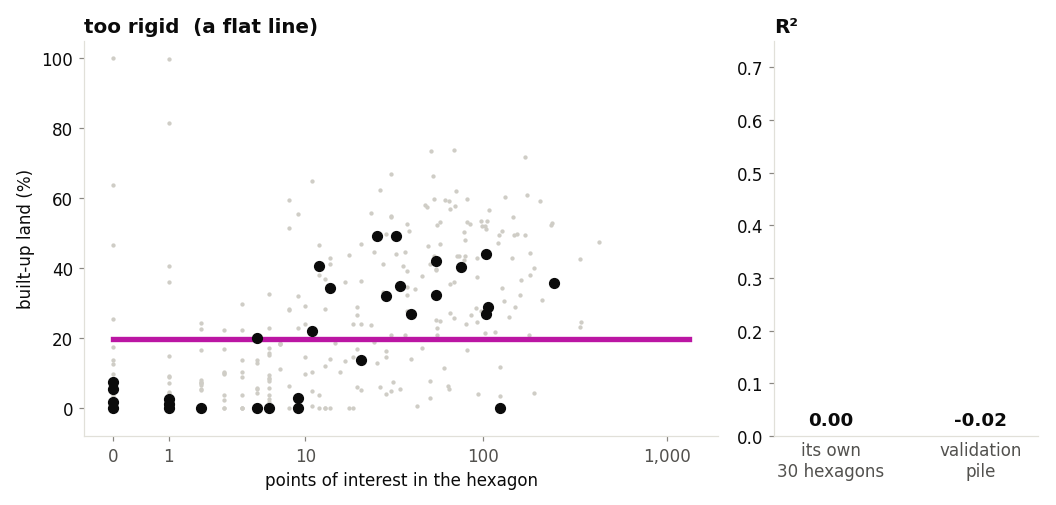 too rigid  (a flat line)
R²
100
80
60
40
20
0
built-up land (%)
0
1
10
100
1,000
points of interest in the hexagon
0.7
0.6
0.5
0.4
0.3
0.2
0.1
0.0
0.00
-0.02
its own
30 hexagons
validation
pile